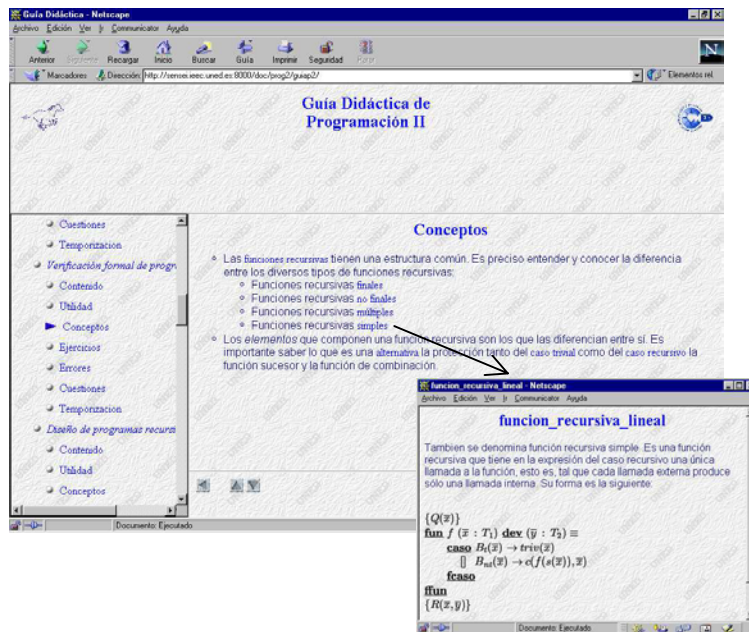 Guía Didáctica - Netscape
Archivo Edición Ver Ir Communicator Ayuda
Anterior Siguiente Recargar Inicio Buscar Guía Imprimir Seguridad Parar
N
Marcadores Dirección: http://sensei.ieec.uned.es:8000/doc/prog2/guiap2/ Elementos rel.
Guía Didáctica de
Programación II
Cuestiones
Temporizacion
Verificación formal de progr
Contenido
Utilidad
Conceptos
Ejercicios
Errores
Cuestiones
Temporizacion
Diseño de programas recursi
Contenido
Utilidad
Conceptos
Conceptos
Las funciones recursivas tienen una estructura común. Es preciso entender y conocer la diferencia
entre los diversos tipos de funciones recursivas:
Funciones recursivas finales
Funciones recursivas no finales
Funciones recursivas múltiples
Funciones recursivas simples
Los elementos que componen una función recursiva son los que las diferencian entre sí. Es
importante saber lo que es una alternativa la protección tanto del caso trivial como del caso recursivo la
función sucesor y la función de combinación.
Documento: Ejecutado
funcion_recursiva_lineal - Netscape
Archivo Edición Ver Ir Communicator Ayuda
funcion_recursiva_lineal
Tambien se denomina función recursiva simple. Es una función
recursiva que tiene en la expresión del caso recursivo una única
llamada a la función, esto es, tal que cada llamada externa produce
sólo una llamada interna. Su forma es la siguiente:
{Q(x̅)}
fun f (x̅ : T₁) dev (y̅ : T₂) ≡
caso Bₜ(x̅) → triv(x̅)
[] Bₙₜ(x̅) → c(f(s(x̅)), x̅)
fcaso
ffun
{R(x̅, y̅)}
Documento: Ejecutado